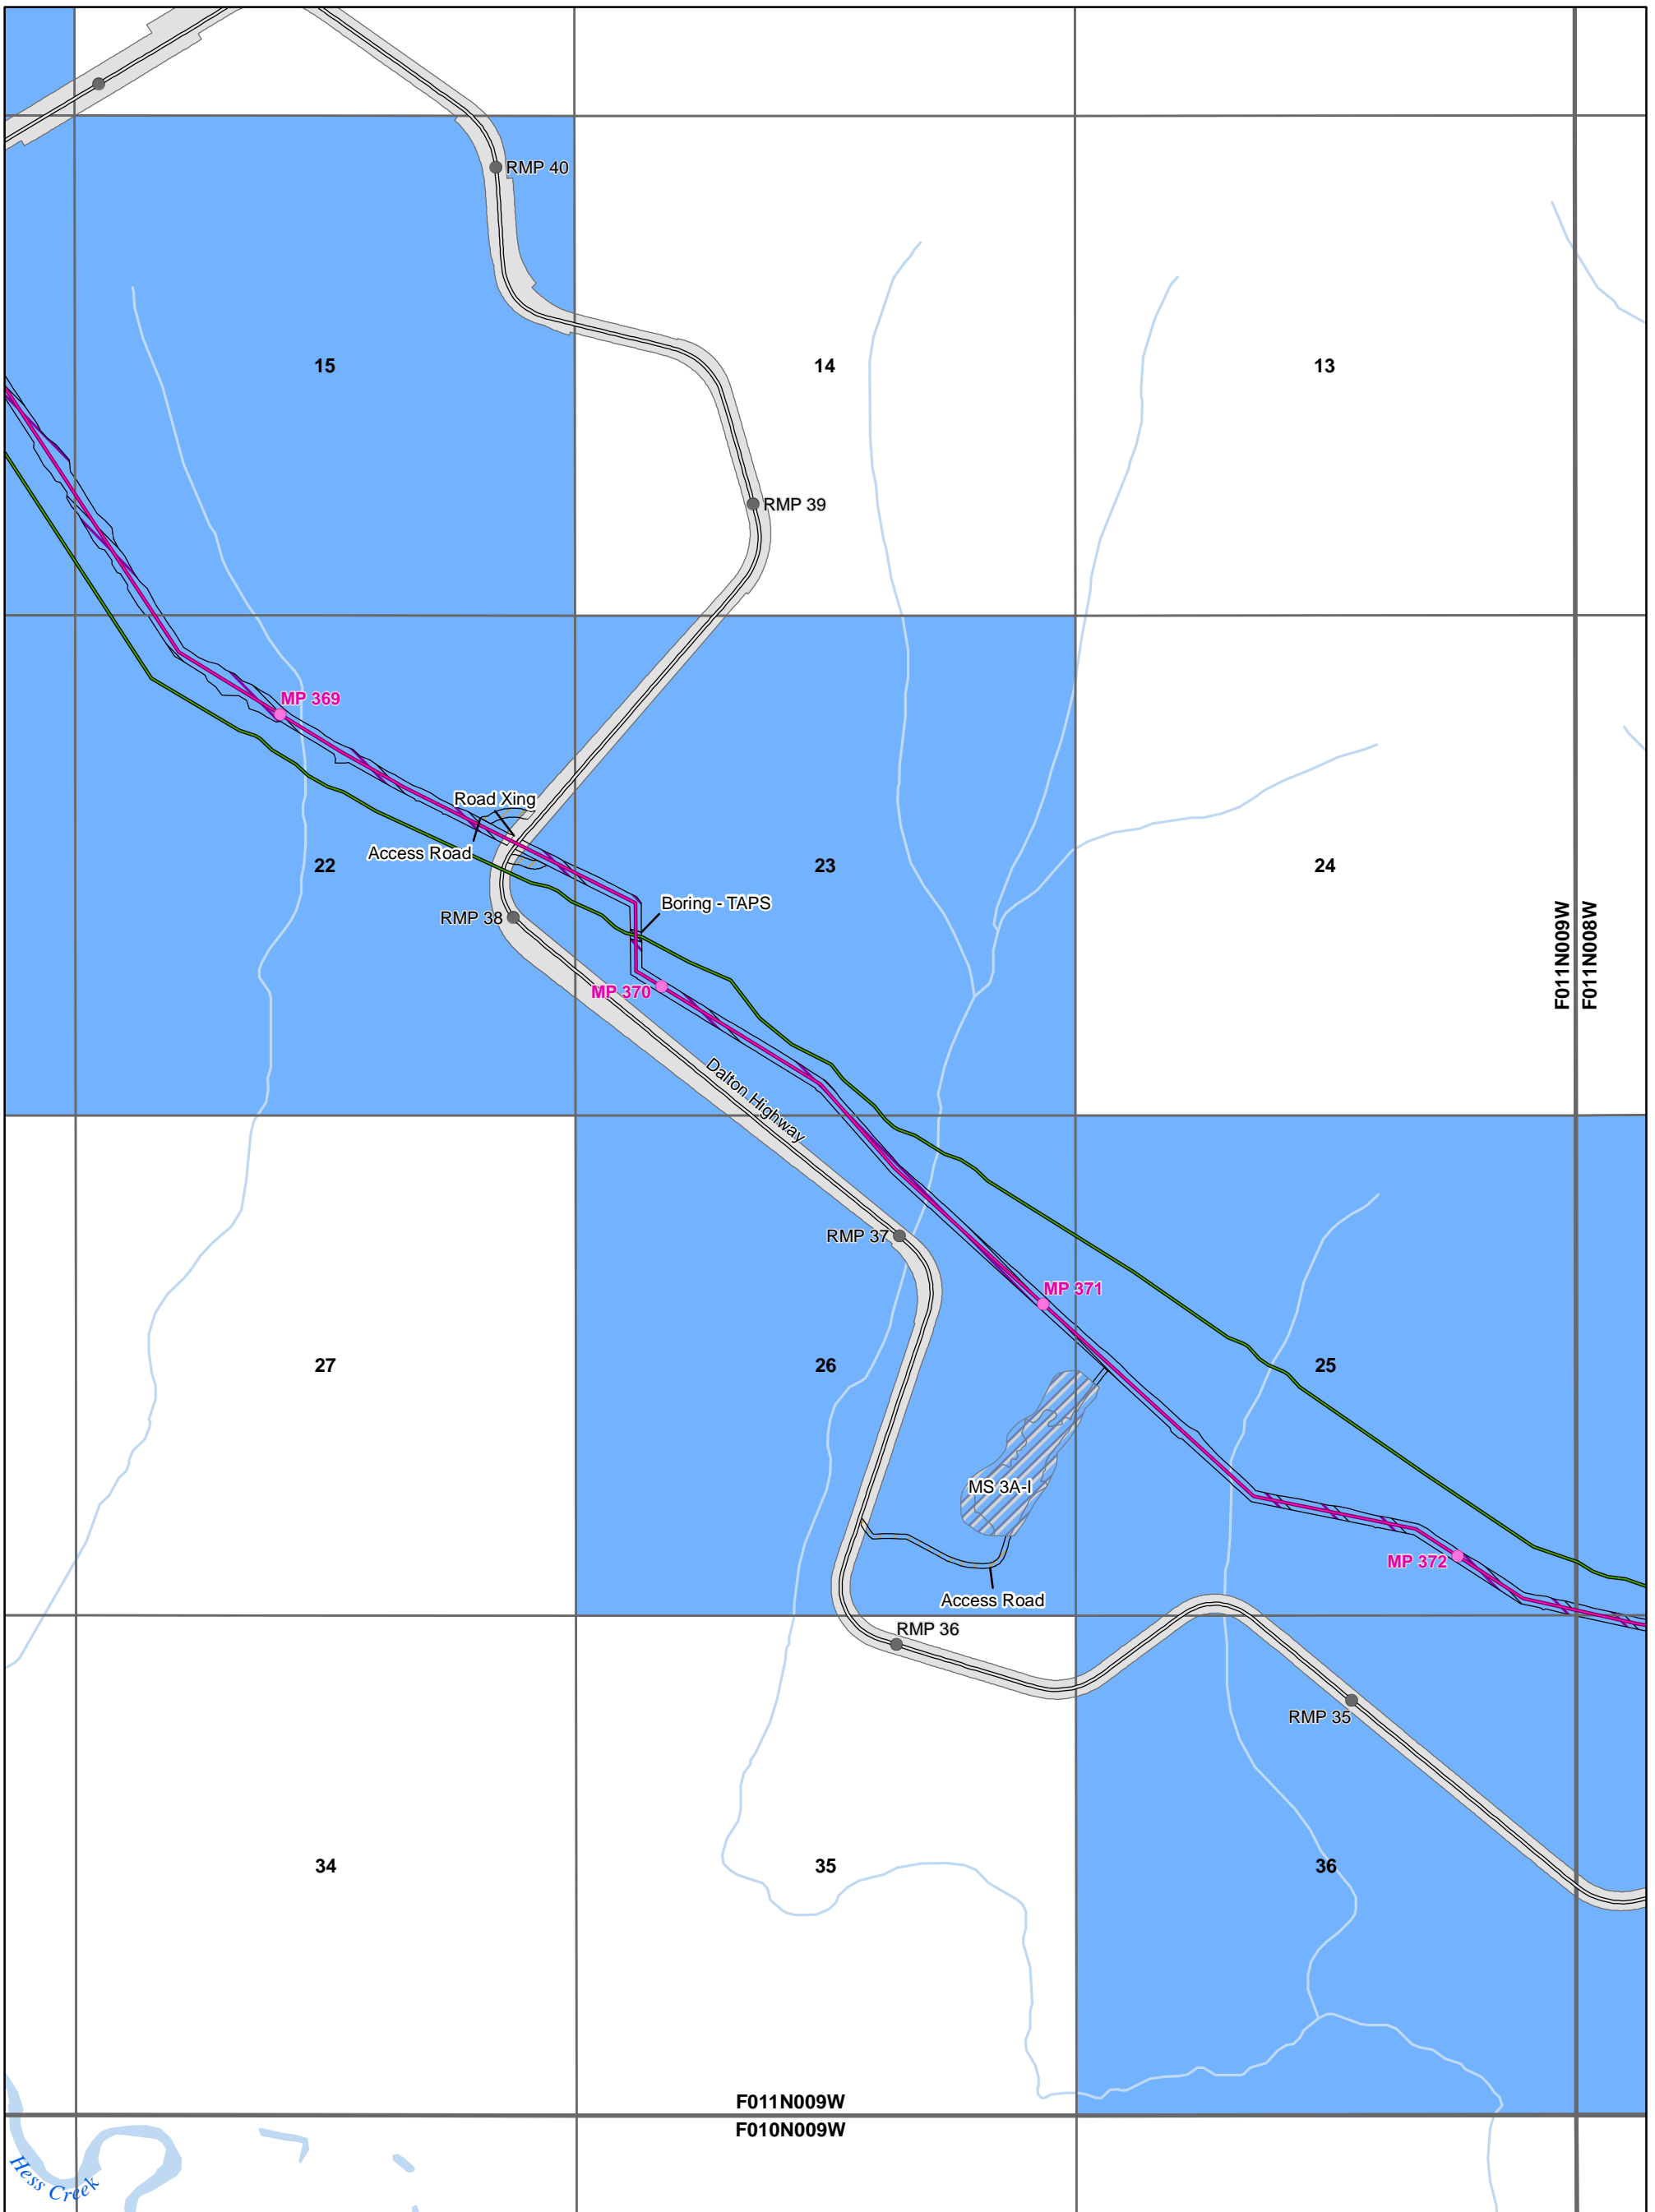 RMP 40
15
14
13
RMP 39
MP 369
Road Xing
Access Road
22
23
24
Boring - TAPS
RMP 38
F011N009W
F011N008W
MP 370
Dalton Highway
RMP 37
MP 371
27
26
25
MS 3A-I
MP 372
Access Road
RMP 36
RMP 35
34
35
36
F011N009W
F010N009W
Hess Creek